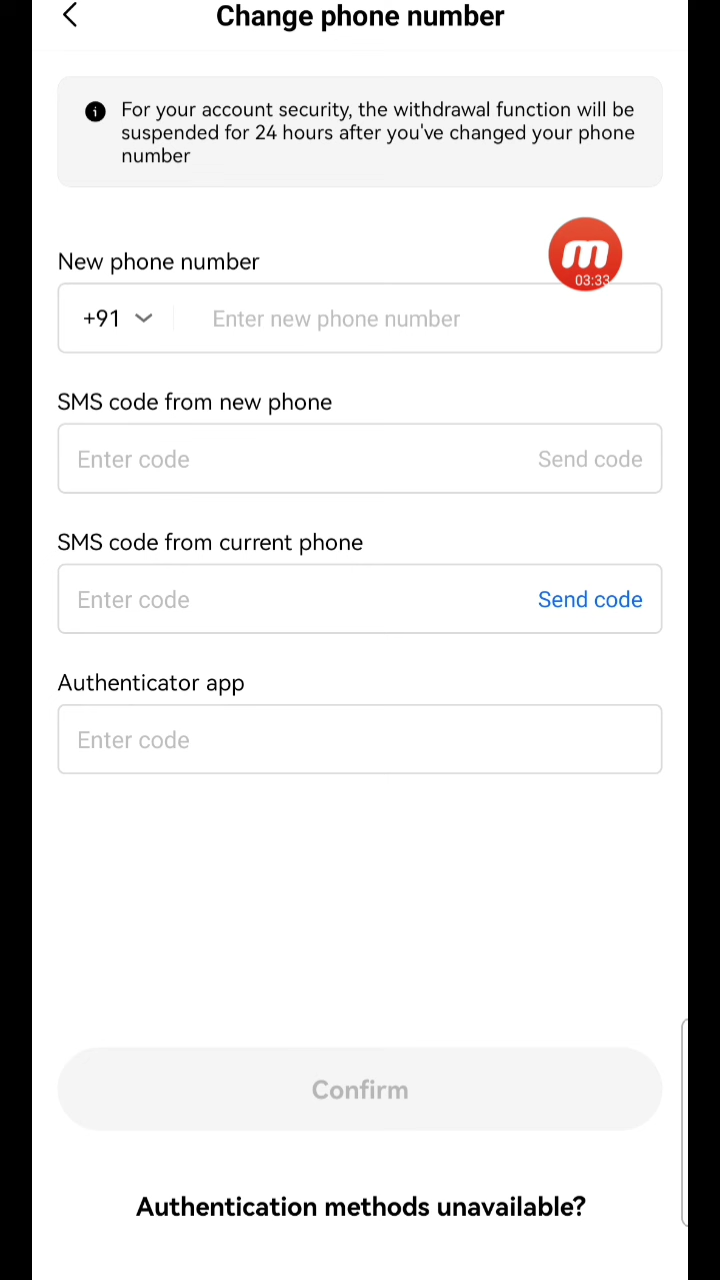 Change phone number
For your account security, the withdrawal function will be
suspended for 24 hours after you've changed your phone
number
New phone number
m
03:33
+91
Enter new phone number
SMS code from new phone
Enter code
Send code
SMS code from current phone
Enter code
Send code
Authenticator app
Enter code
Confirm
Authentication methods unavailable?